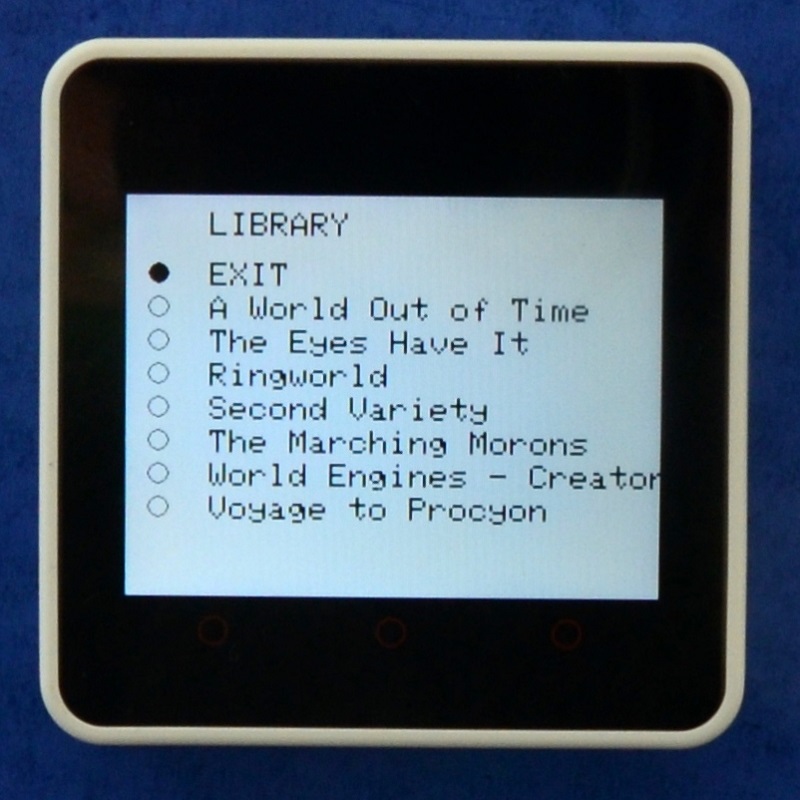 LIBRARY
EXIT
A World Out of Time
The Eyes Have It
Ringworld
Second Variety
The Marching Morons
World Engines - Creator
Voyage to Procyon